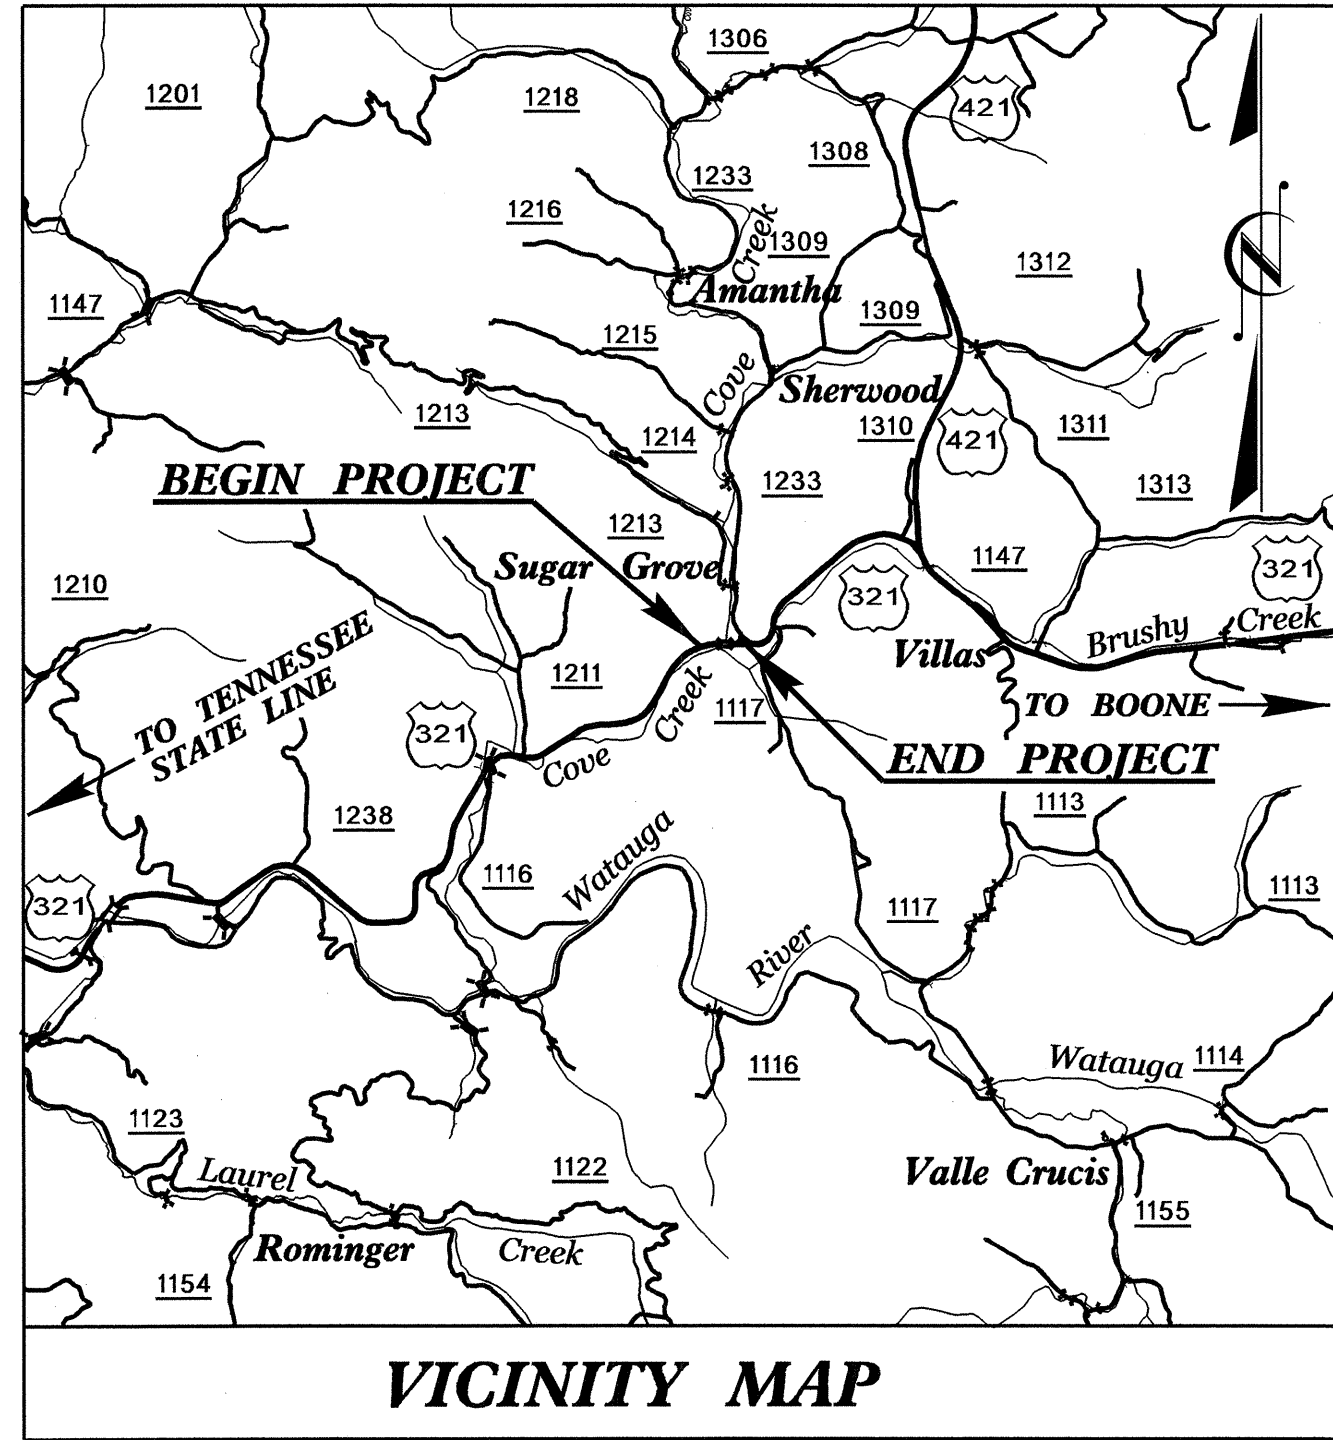 1306
1201
1218
421
1308
1233
1216
Creek
1309
1312
Amantha
1147
1309
1215
Cove
Sherwood
1213
1214
1310
421
1311
BEGIN PROJECT
1233
1313
1213
Sugar Grove
1147
321
1210
321
Creek
Brushy
TO TENNESSEE
STATE LINE
Villas
1211
Creek
1117
TO BOONE
321
Cove
END PROJECT
1238
1113
Watauga
1116
321
1117
1113
River
1116
Watauga
1114
1123
Laurel
1122
Valle Crucis
1155
Rominger
Creek
1154
VICINITY MAP